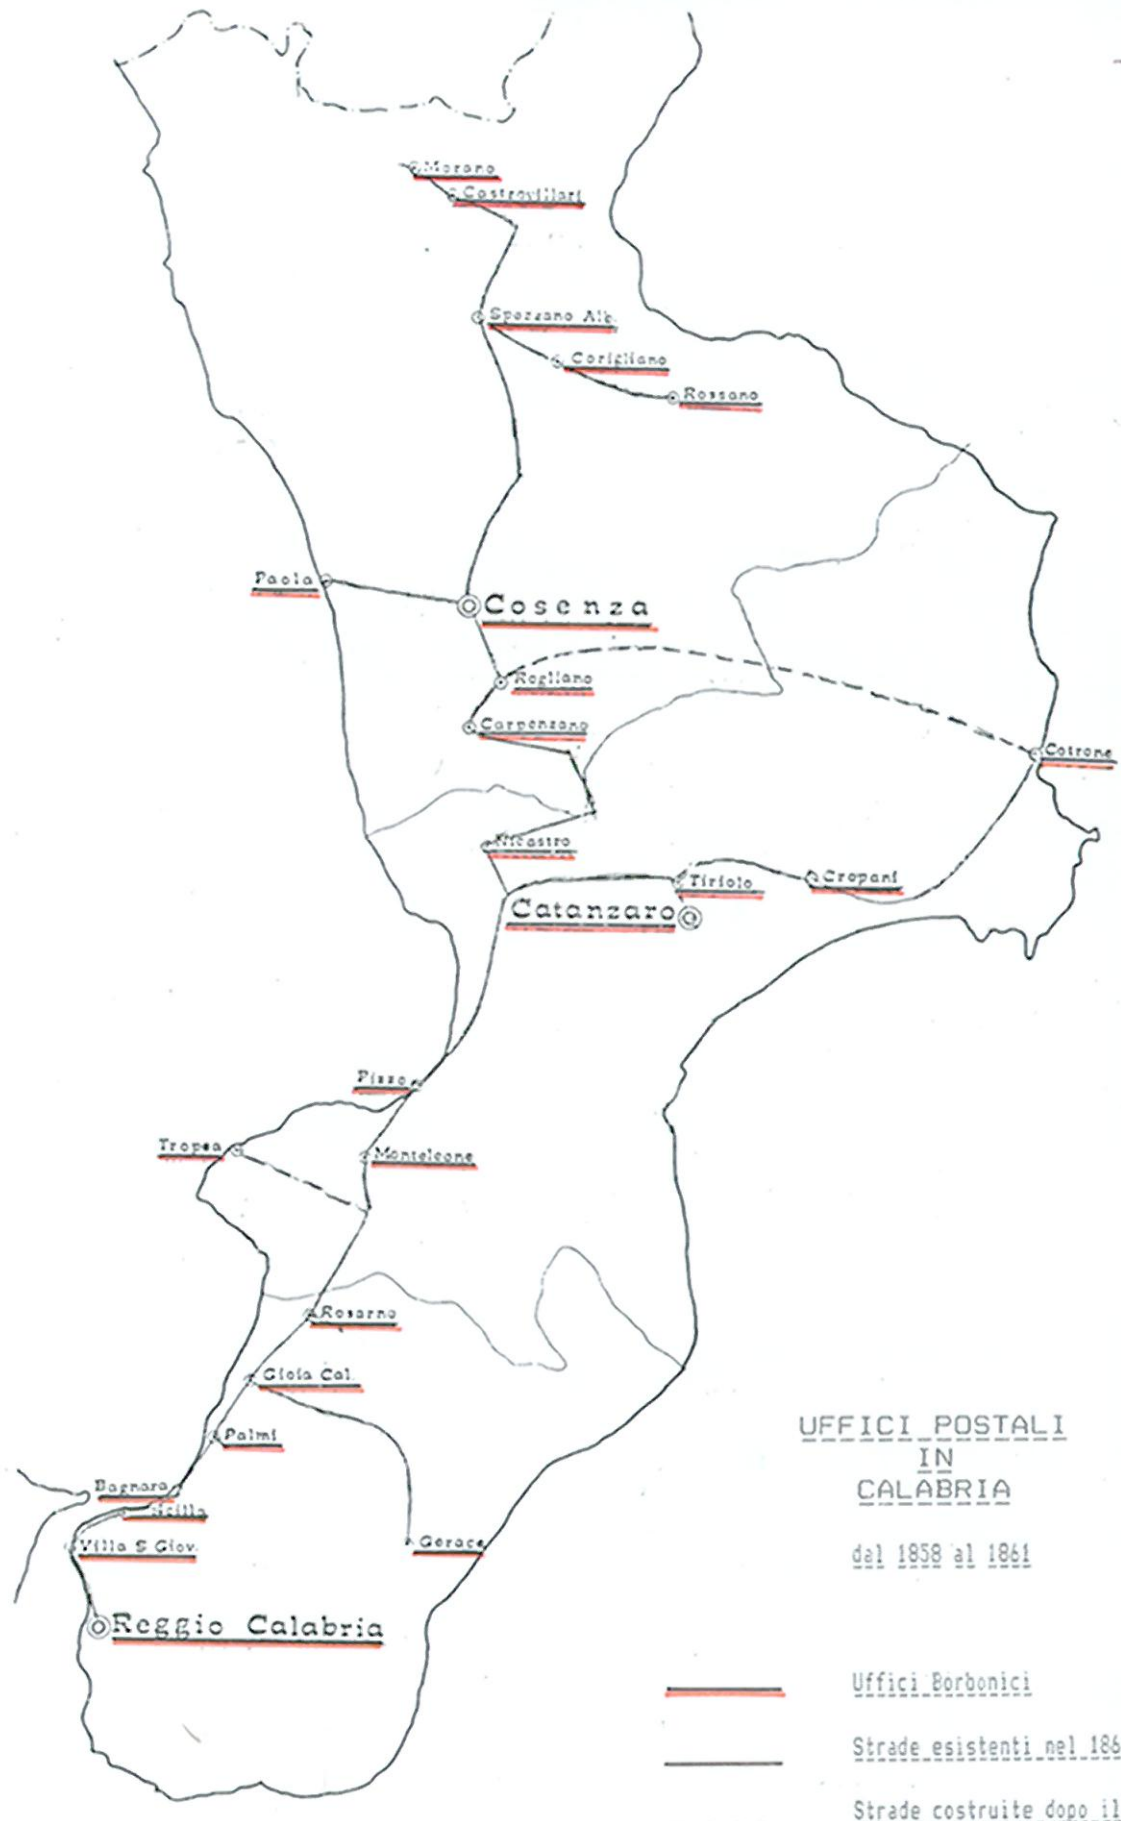 Morano
Castrovillari
Spezzano Alb.
Corigliano
Rossano
Paola
Cosenza
Rogliano
Carpenzano
Cotrone
Nicastro
Tiriolo
Cropani
Catanzaro
Pizzo
Tropea
Monteleone
Rosarno
Gioia Cal.
Palmi
Bagnara
Scilla
Villa S Giov.
Gerace
Reggio Calabria
UFFICI POSTALI
IN
CALABRIA
dal 1858 al 1861
Uffici Borbonici
Strade esistenti nel 186
Strade costruite dopo il